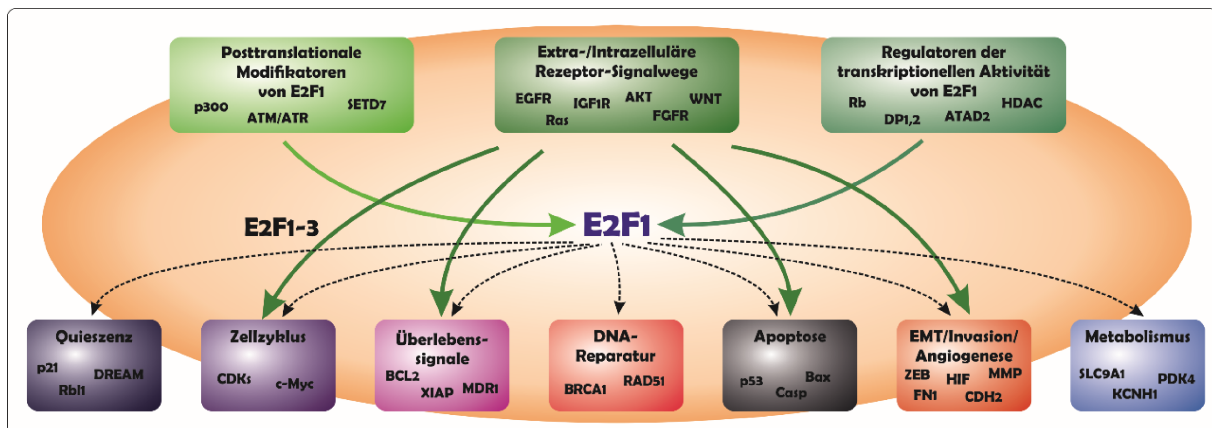 Posttranslationale
Modifikatoren
von E2F1
p300
SETD7
ATM/ATR
Extra-/Intrazelluläre
Rezeptor-Signalwege
EGFR
IGF1R
AKT
WNT
Ras
FGFR
Regulatoren der
transkriptionellen Aktivität
von E2F1
Rb
HDAC
DP1,2
ATAD2
E2F1-3
E2F1
Quieszenz
p21
DREAM
Rbl1
Zellzyklus
CDKs
c-Myc
Überlebens-
signale
BCL2
XIAP
MDR1
DNA-
Reparatur
BRCA1
RAD51
Apoptose
p53
Bax
Casp
EMT/Invasion/
Angiogenese
ZEB
HIF
MMP
FN1
CDH2
Metabolismus
SLC9A1
PDK4
KCNH1